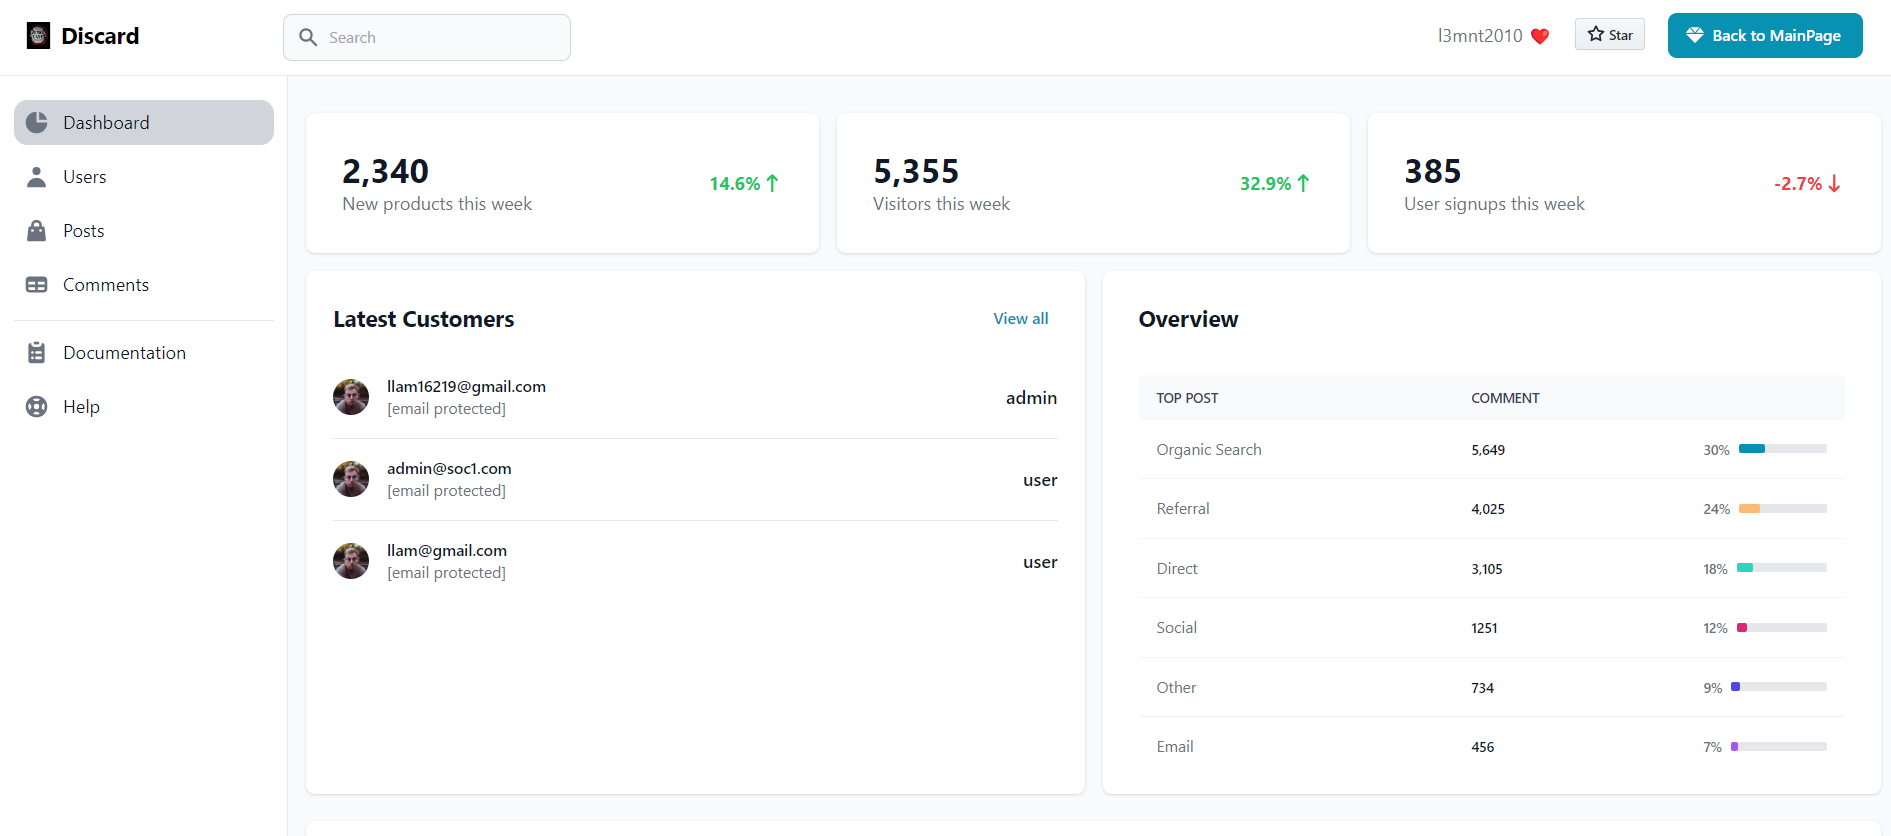 Discard
Search
l3mnt2010 ❤️
Star
Back to MainPage
Dashboard
Users
Posts
Comments
Documentation
Help
2,340
New products this week
14.6%
5,355
Visitors this week
32.9%
385
User signups this week
-2.7%
Latest Customers
View all
llam16219@gmail.com
[email protected]
admin
admin@soc1.com
[email protected]
user
llam@gmail.com
[email protected]
user
Overview
TOP POST COMMENT
Organic Search 5,649 30%
Referral 4,025 24%
Direct 3,105 18%
Social 1251 12%
Other 734 9%
Email 456 7%